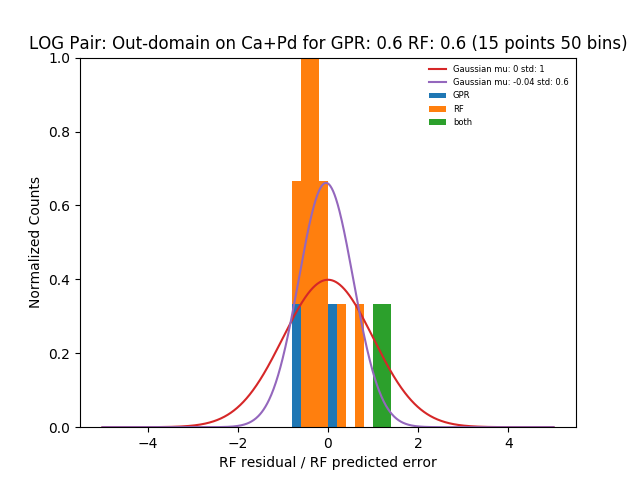 LOG Pair: Out-domain on Ca+Pd for GPR: 0.6 RF: 0.6 (15 points 50 bins)
Gaussian mu: 0 std: 1
Gaussian mu: -0.04 std: 0.6
GPR
RF
both
Normalized Counts
1.0
0.8
0.6
0.4
0.2
0.0
−4 −2 0 2 4
RF residual / RF predicted error